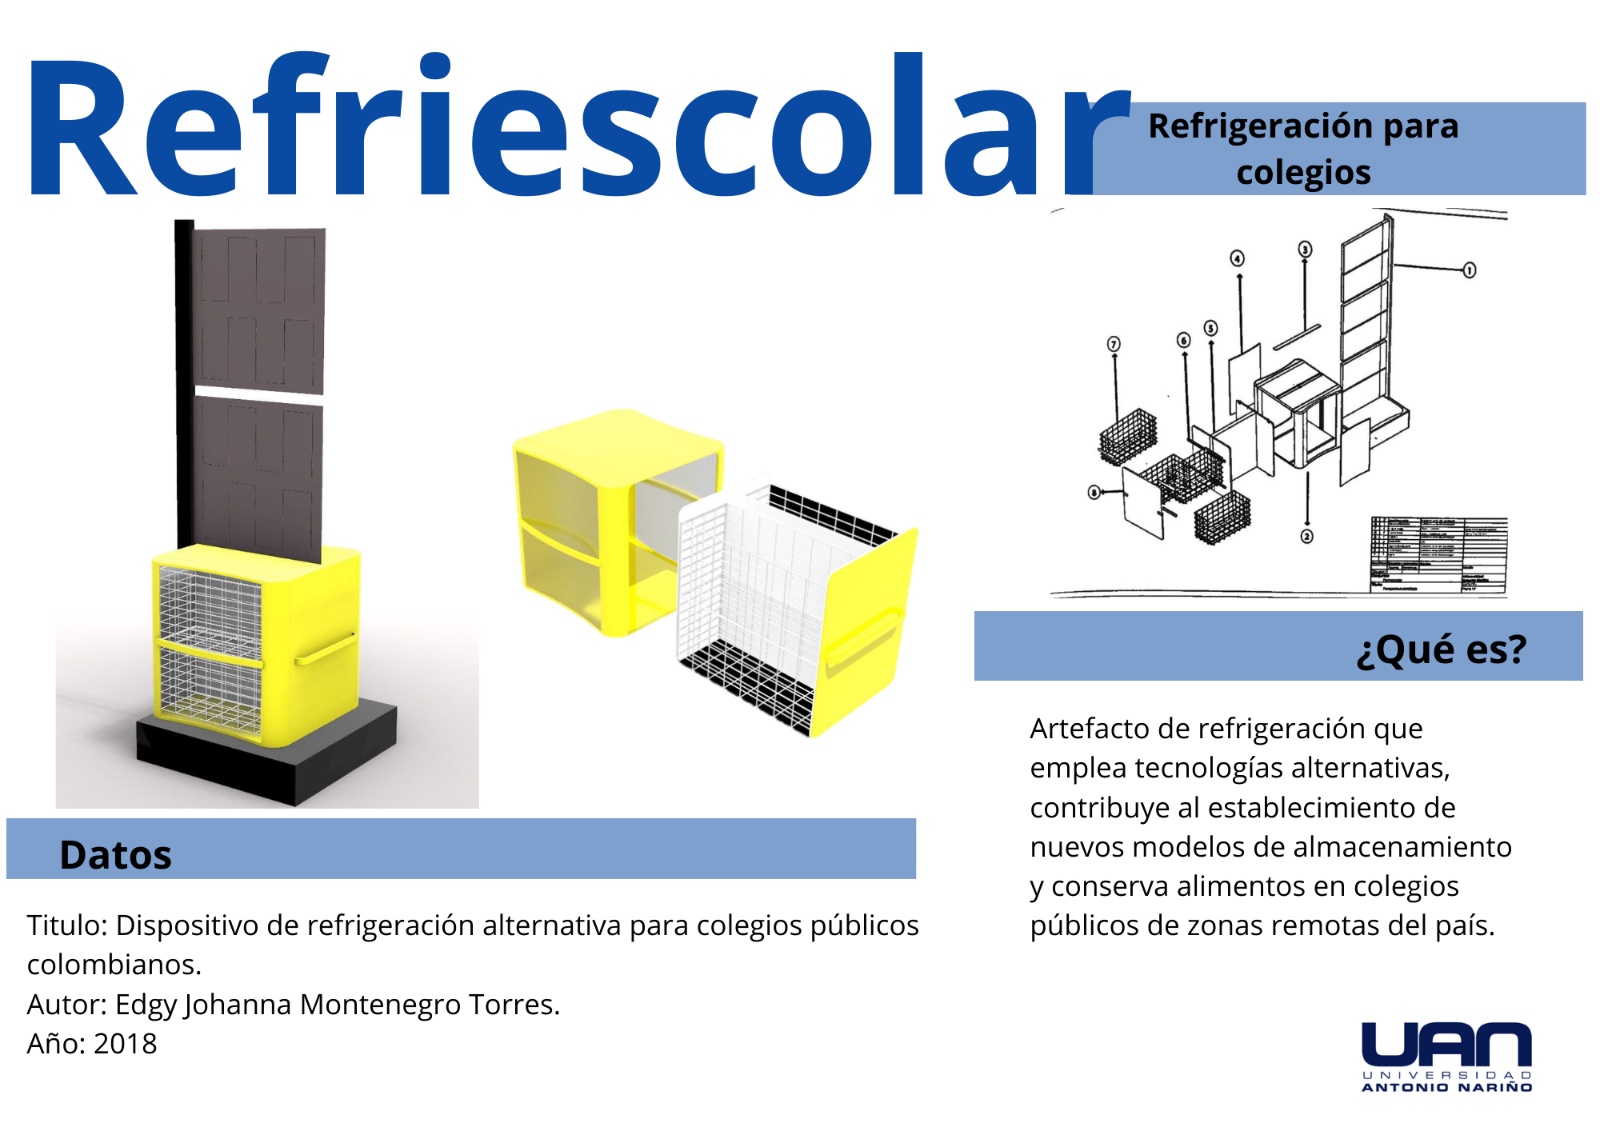 Refriescolar
Refrigeración para
colegios
4
3
1
7
6
5
8
2
¿Qué es?
Artefacto de refrigeración que
emplea tecnologías alternativas,
contribuye al establecimiento de
nuevos modelos de almacenamiento
y conserva alimentos en colegios
públicos de zonas remotas del país.
Datos
Titulo: Dispositivo de refrigeración alternativa para colegios públicos
colombianos.
Autor: Edgy Johanna Montenegro Torres.
Año: 2018
UAN
UNIVERSIDAD
ANTONIO NARIÑO